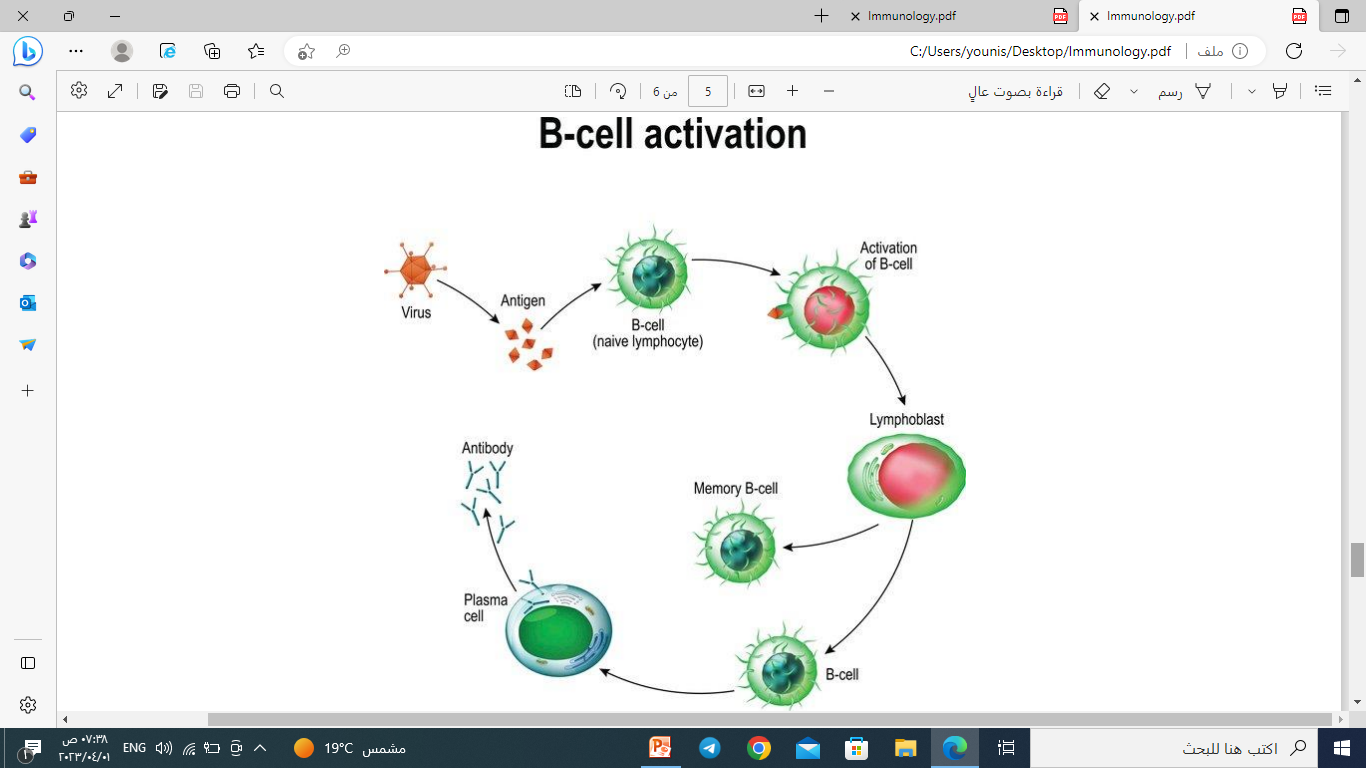 Immunology.pdf
Immunology.pdf
C:/Users/younis/Desktop/Immunology.pdf
ملف
قراءة بصوت عالٍ
رسم
5
من 6
B-cell activation
Virus
Antigen
B-cell
(naive lymphocyte)
Activation
of B-cell
Lymphoblast
Memory B-cell
B-cell
Plasma
cell
Antibody
اكتب هنا للبحث
19°C مشمس
ENG
٠٧:٣٨ ص
٢٠٢٣/٠٤/٠١